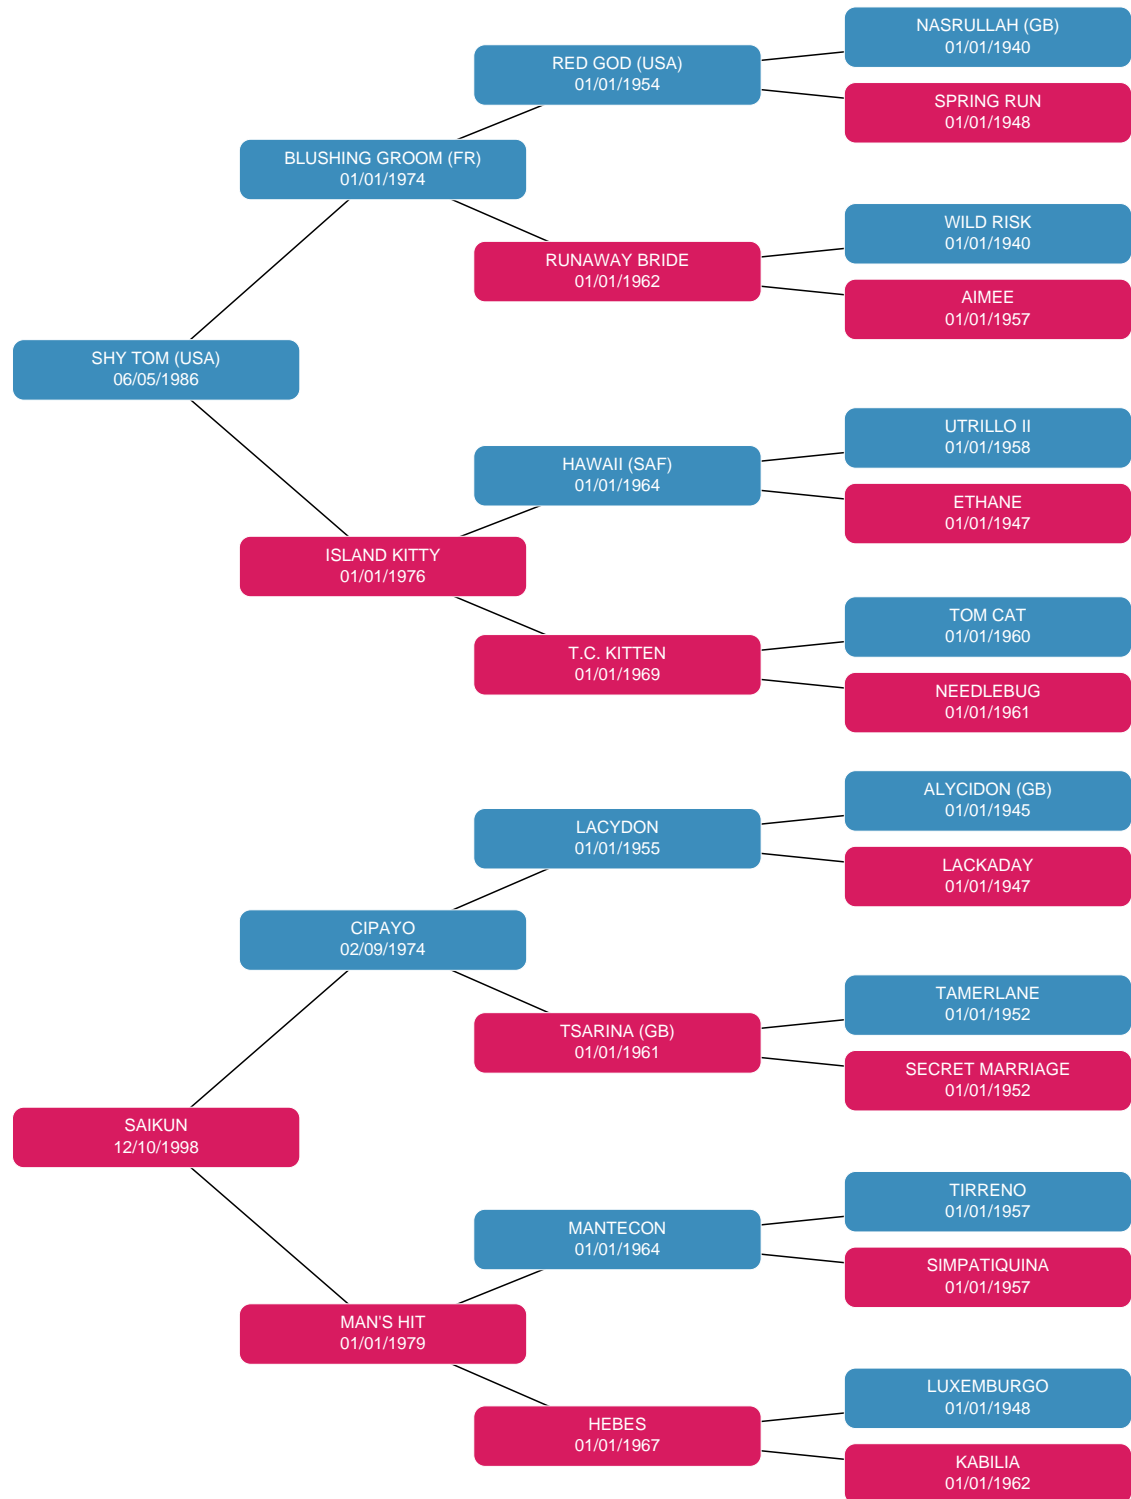 NASRULLAH (GB)
01/01/1940
RED GOD (USA)
01/01/1954
SPRING RUN
01/01/1948
BLUSHING GROOM (FR)
01/01/1974
WILD RISK
01/01/1940
RUNAWAY BRIDE
01/01/1962
AIMEE
01/01/1957
SHY TOM (USA)
06/05/1986
UTRILLO II
01/01/1958
HAWAII (SAF)
01/01/1964
ETHANE
01/01/1947
ISLAND KITTY
01/01/1976
TOM CAT
01/01/1960
T.C. KITTEN
01/01/1969
NEEDLEBUG
01/01/1961
ALYCIDON (GB)
01/01/1945
LACYDON
01/01/1955
LACKADAY
01/01/1947
CIPAYO
02/09/1974
TAMERLANE
01/01/1952
TSARINA (GB)
01/01/1961
SECRET MARRIAGE
01/01/1952
SAIKUN
12/10/1998
TIRRENO
01/01/1957
MANTECON
01/01/1964
SIMPATIQUINA
01/01/1957
MAN'S HIT
01/01/1979
LUXEMBURGO
01/01/1948
HEBES
01/01/1967
KABILIA
01/01/1962